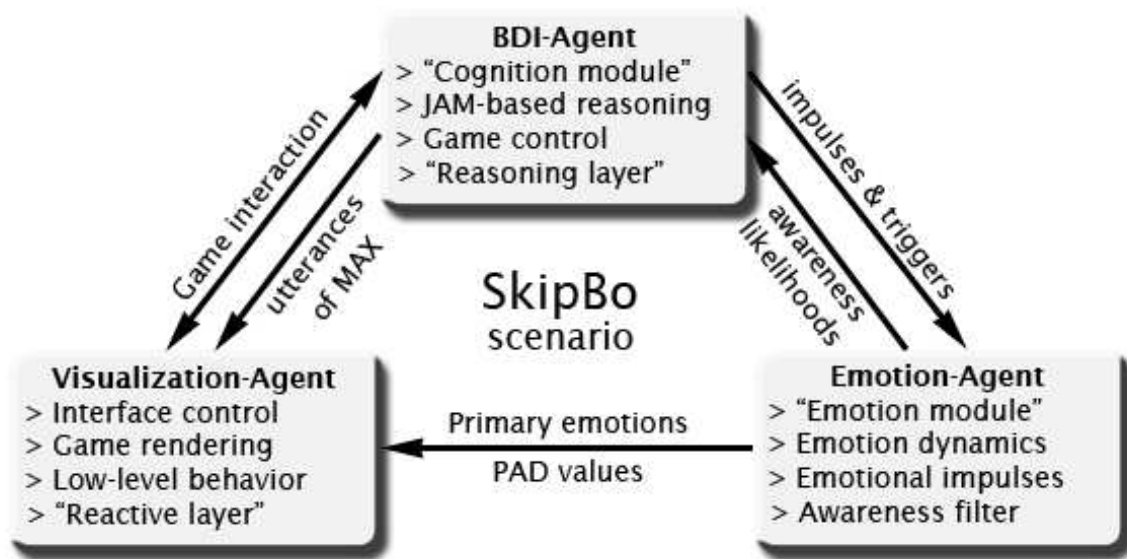 BDI-Agent
> “Cognition module”
> JAM-based reasoning
> Game control
> “Reasoning layer”
Game interaction
utterances
of MAX
impulses & triggers
awareness
likelihoods
SkipBo
scenario
Visualization-Agent
> Interface control
> Game rendering
> Low-level behavior
> “Reactive layer”
Primary emotions
PAD values
Emotion-Agent
> “Emotion module”
> Emotion dynamics
> Emotional impulses
> Awareness filter